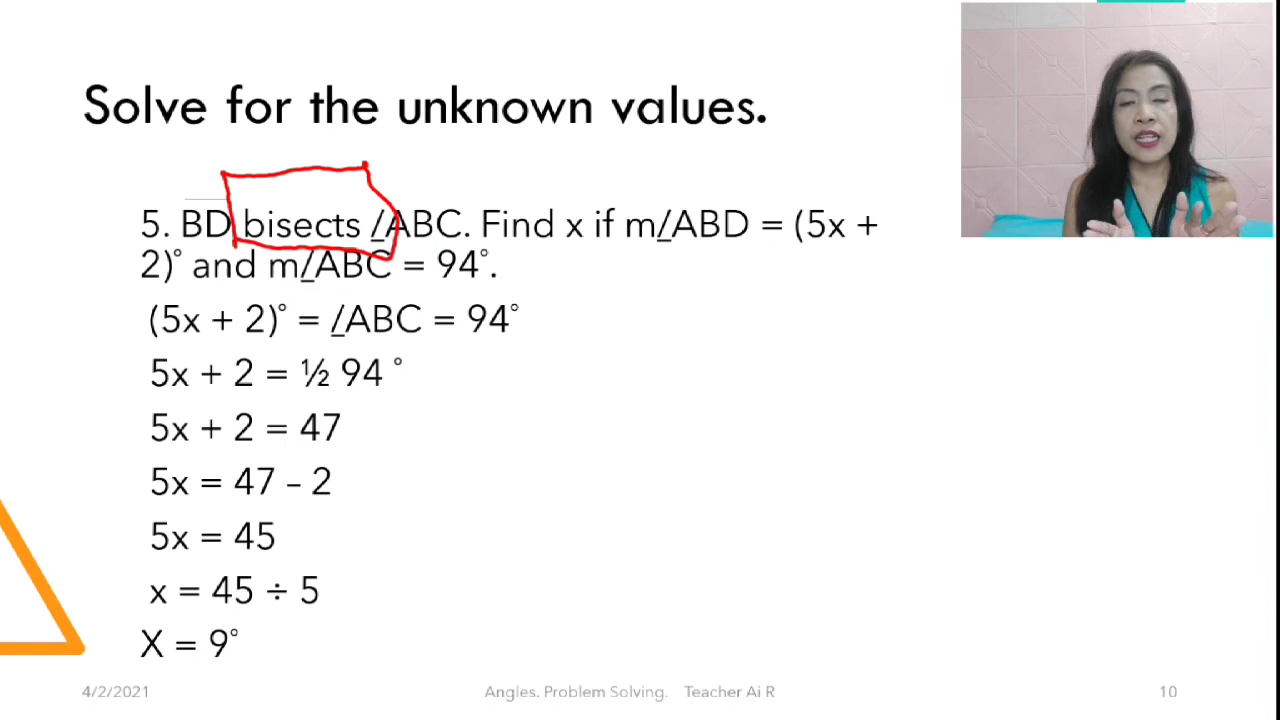 Solve for the unknown values.
5. BD bisects ∠ABC. Find x if m∠ABD = (5x +
2)° and m∠ABC = 94°.
(5x + 2)° = ∠ABC = 94°
5x + 2 = ½ 94 °
5x + 2 = 47
5x = 47 – 2
5x = 45
x = 45 ÷ 5
X = 9°
4/2/2021 Angles. Problem Solving. Teacher Ai R 10